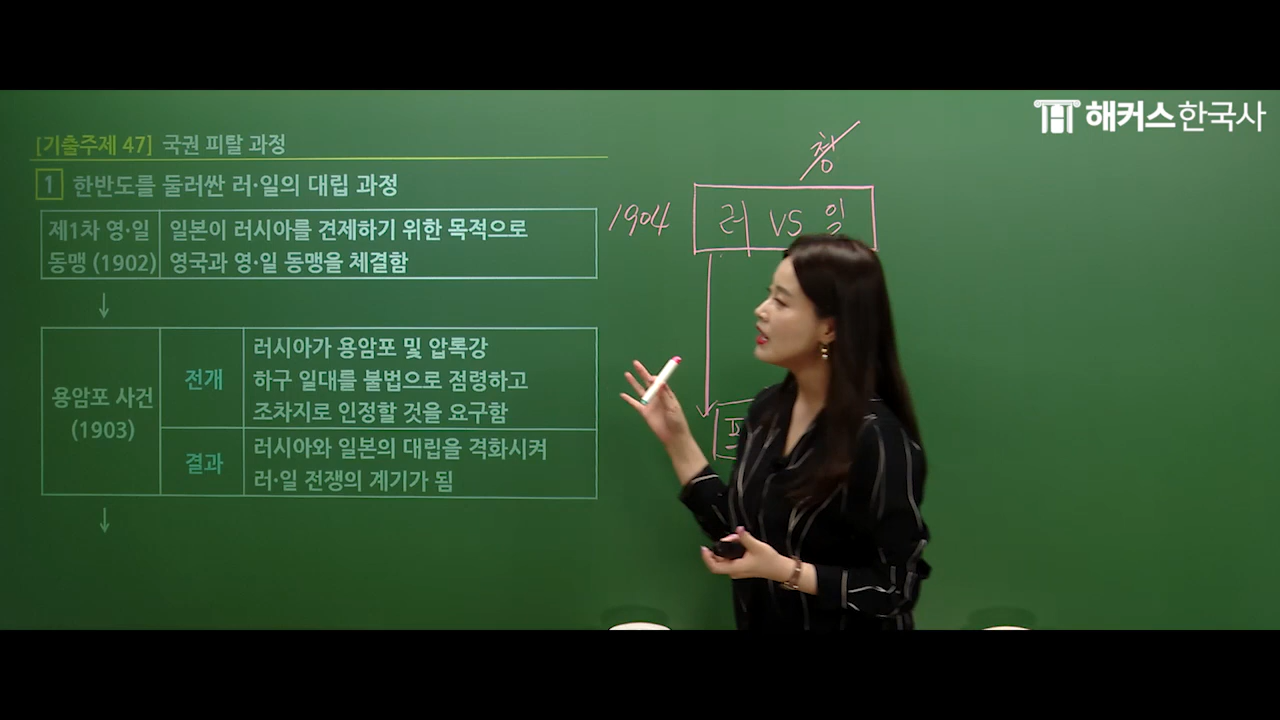 해커스한국사
[기출주제 47] 국권 피탈 과정
1 한반도를 둘러싼 러·일의 대립 과정
제1차 영·일
동맹 (1902)
일본이 러시아를 견제하기 위한 목적으로
영국과 영·일 동맹을 체결함
↓
용암포 사건
(1903)
전개
러시아가 용암포 및 압록강
하구 일대를 불법으로 점령하고
조차지로 인정할 것을 요구함
결과
러시아와 일본의 대립을 격화시켜
러·일 전쟁의 계기가 됨
↓
청
1904 러 VS 일
포